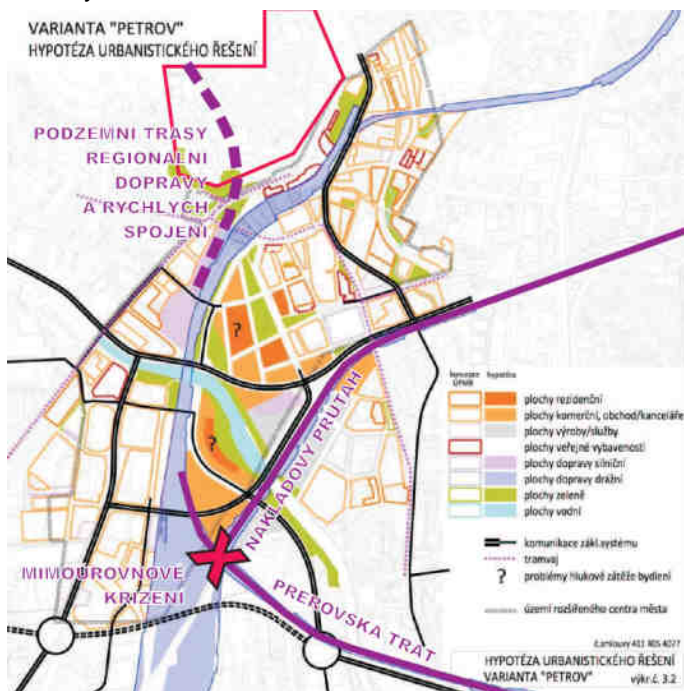 VARIANTA "PETROV"
HYPOTÉZA URBANISTICKÉHO ŘEŠENÍ
PODZEMNI TRASY
REGIONALNI
DOPRAVY
A RYCHLYCH
SPOJENI
?
?
NAKLADOVY PRUTAH
MIMOUROVNOVE
KRIZENI
PREROVSKA TRAT
hypotéza
plochy rezidenční
plochy komerční, obchod/kanceláře
plochy výroby/služby
plochy veřejné vybavenosti
plochy dopravy silniční
plochy dopravy drážní
plochy zeleně
plochy vodní
komunikace zákl.systému
tramvaj
? problémy hlukové zátěže bydlení
území rozšířeného centra města
HYPOTÉZA URBANISTICKÉHO ŘEŠENÍ
VARIANTA "PETROV" výkr.č. 3.2